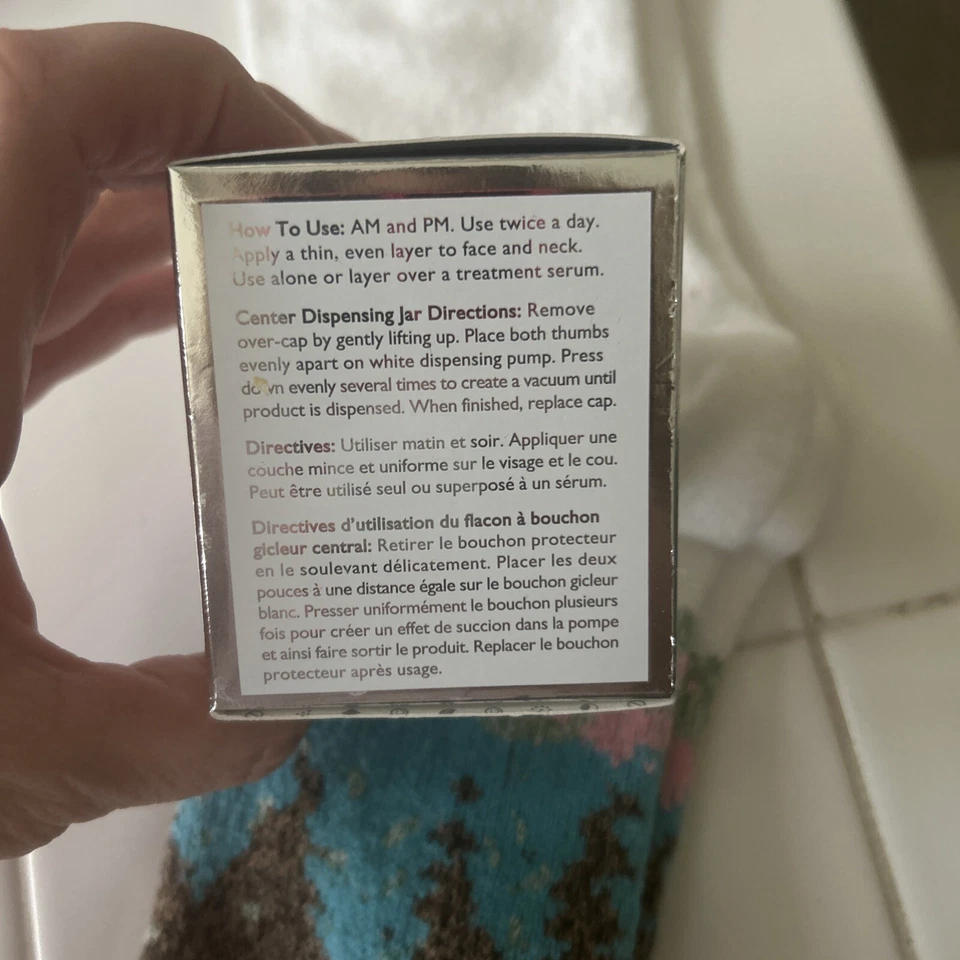 How To Use: AM and PM. Use twice a day.
Apply a thin, even layer to face and neck.
Use alone or layer over a treatment serum.
Center Dispensing Jar Directions: Remove
over-cap by gently lifting up. Place both thumbs
evenly apart on white dispensing pump. Press
down evenly several times to create a vacuum until
product is dispensed. When finished, replace cap.
Directives: Utiliser matin et soir. Appliquer une
couche mince et uniforme sur le visage et le cou.
Peut être utilisé seul ou superposé à un sérum.
Directives d'utilisation du flacon à bouchon
gicleur central: Retirer le bouchon protecteur
en le soulevant délicatement. Placer les deux
pouces à une distance égale sur le bouchon gicleur
blanc. Presser uniformément le bouchon plusieurs
fois pour créer un effet de succion dans la pompe
et ainsi faire sortir le produit. Replacer le bouchon
protecteur après usage.